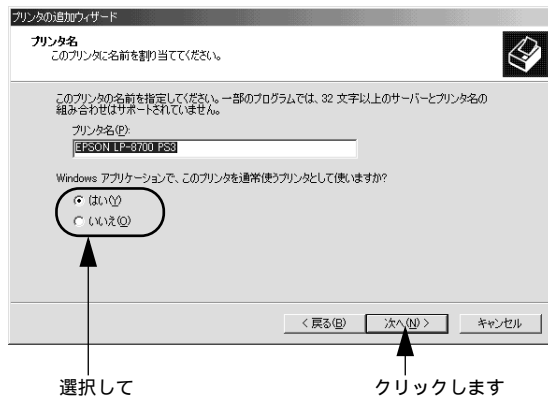 プリンタの追加ウィザード
プリンタ名
このプリンタに名前を割り当ててください。
このプリンタの名前を指定してください。一部のプログラムでは、32 文字以上のサーバーとプリンタ名の
組み合わせはサポートされていません。
プリンタ名(P):
EPSON LP-8700 PS3
Windows アプリケーションで、このプリンタを通常使うプリンタとして使いますか?
はい(Y)
いいえ(O)
< 戻る(B)
次へ(N) >
キャンセル
選択して
クリックします